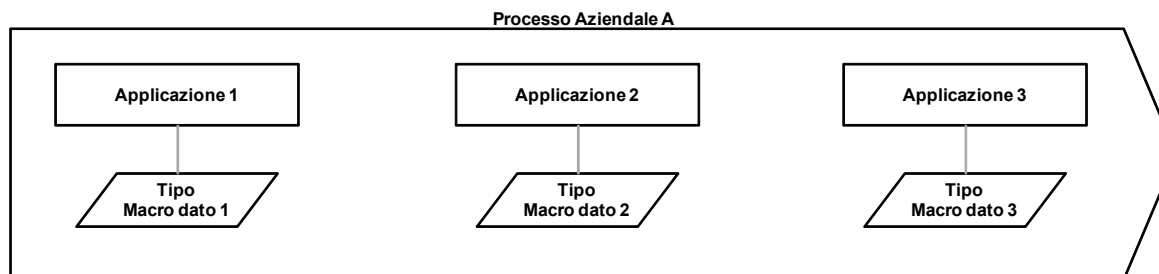 Processo Aziendale A
Applicazione 1
Applicazione 2
Applicazione 3
Tipo
Macro dato 1
Tipo
Macro dato 2
Tipo
Macro dato 3